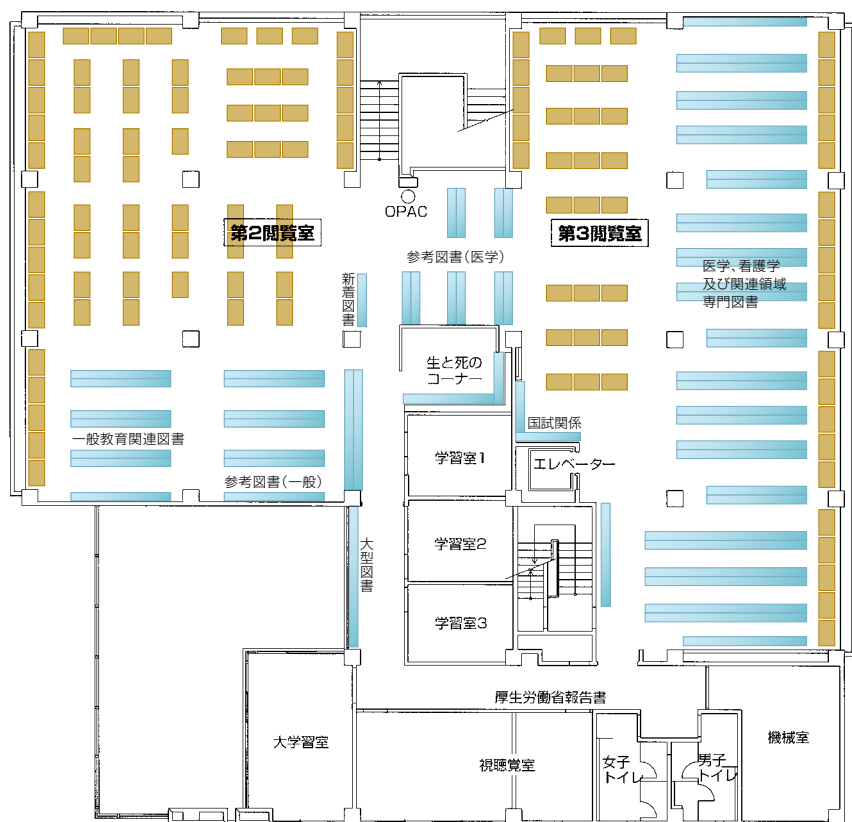 OPAC
第2閲覧室
第3閲覧室
参考図書(医学)
新着図書
医学、看護学
及び関連領域
専門図書
生と死の
コーナー
国試関係
一般教育関連図書
学習室1
エレベーター
参考図書(一般)
大型図書
学習室2
学習室3
厚生労働省報告書
大学習室
視聴覚室
女子
トイレ
男子
トイレ
機械室